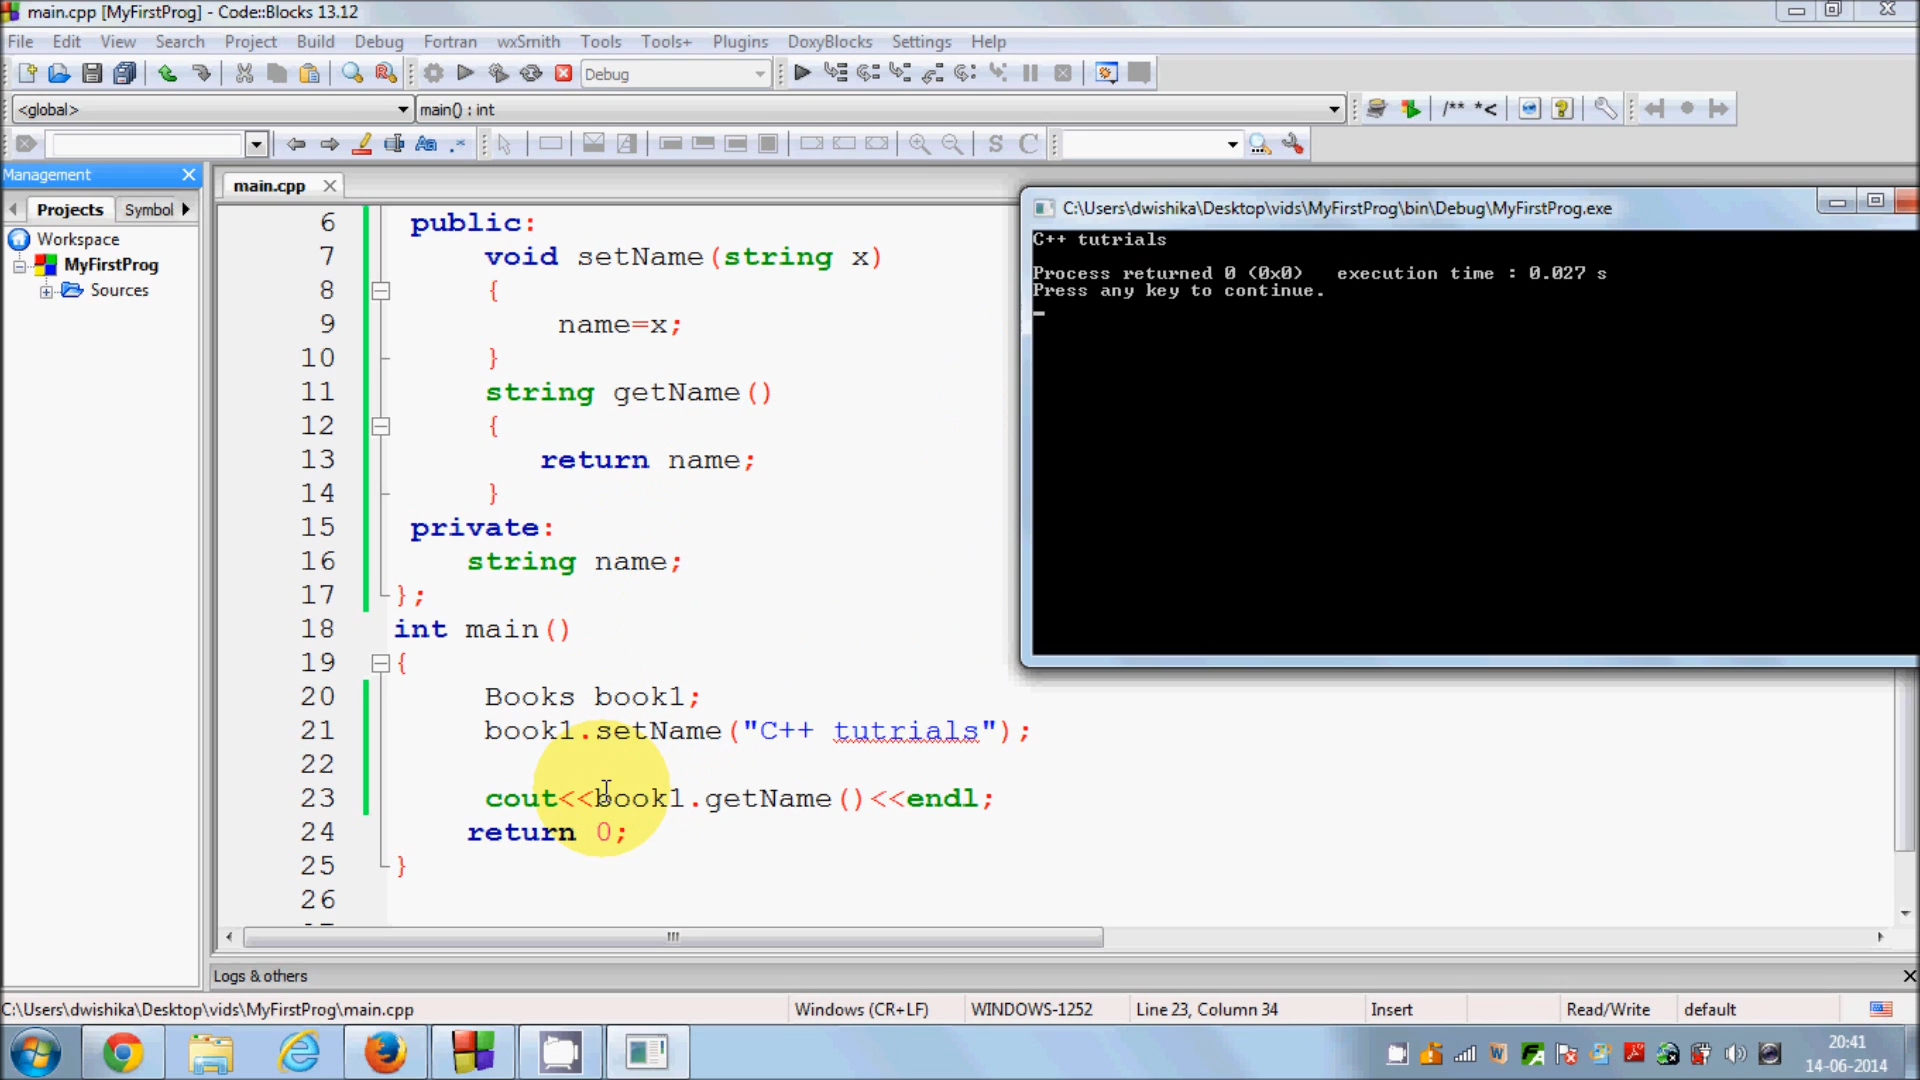 main.cpp [MyFirstProg] - Code::Blocks 13.12
File Edit View Search Project Build Debug Fortran wxSmith Tools Tools+ Plugins DoxyBlocks Settings Help
Debug
<global> main() : int /** *<
S C
Management
Projects Symbol
main.cpp
Workspace
MyFirstProg
Sources
6 public:
7 void setName(string x)
8 {
9 name=x;
10 }
11 string getName()
12 {
13 return name;
14 }
15 private:
16 string name;
17 };
18 int main()
19 {
20 Books book1;
21 book1.setName("C++ tutrials");
22
23 cout<<book1.getName()<<endl;
24 return 0;
25 }
26
C:\Users\dwishika\Desktop\vids\MyFirstProg\bin\Debug\MyFirstProg.exe
C++ tutrials
Process returned 0 (0x0) execution time : 0.027 s
Press any key to continue.
Logs & others
C:\Users\dwishika\Desktop\vids\MyFirstProg\main.cpp Windows (CR+LF) WINDOWS-1252 Line 23, Column 34 Insert Read/Write default
20:41
14-06-2014